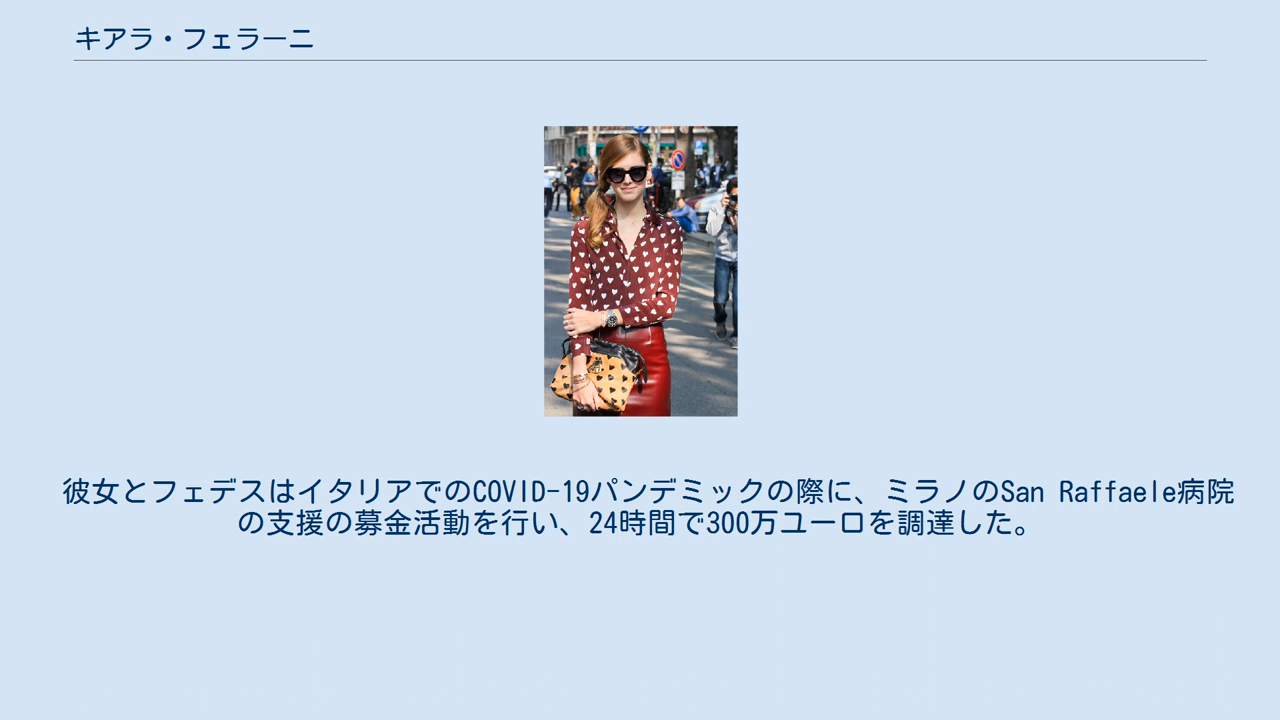 キアラ・フェラーニ
彼女とフェデスはイタリアでのCOVID-19パンデミックの際に、ミラノのSan Raffaele病院
の支援の募金活動を行い、24時間で300万ユーロを調達した。